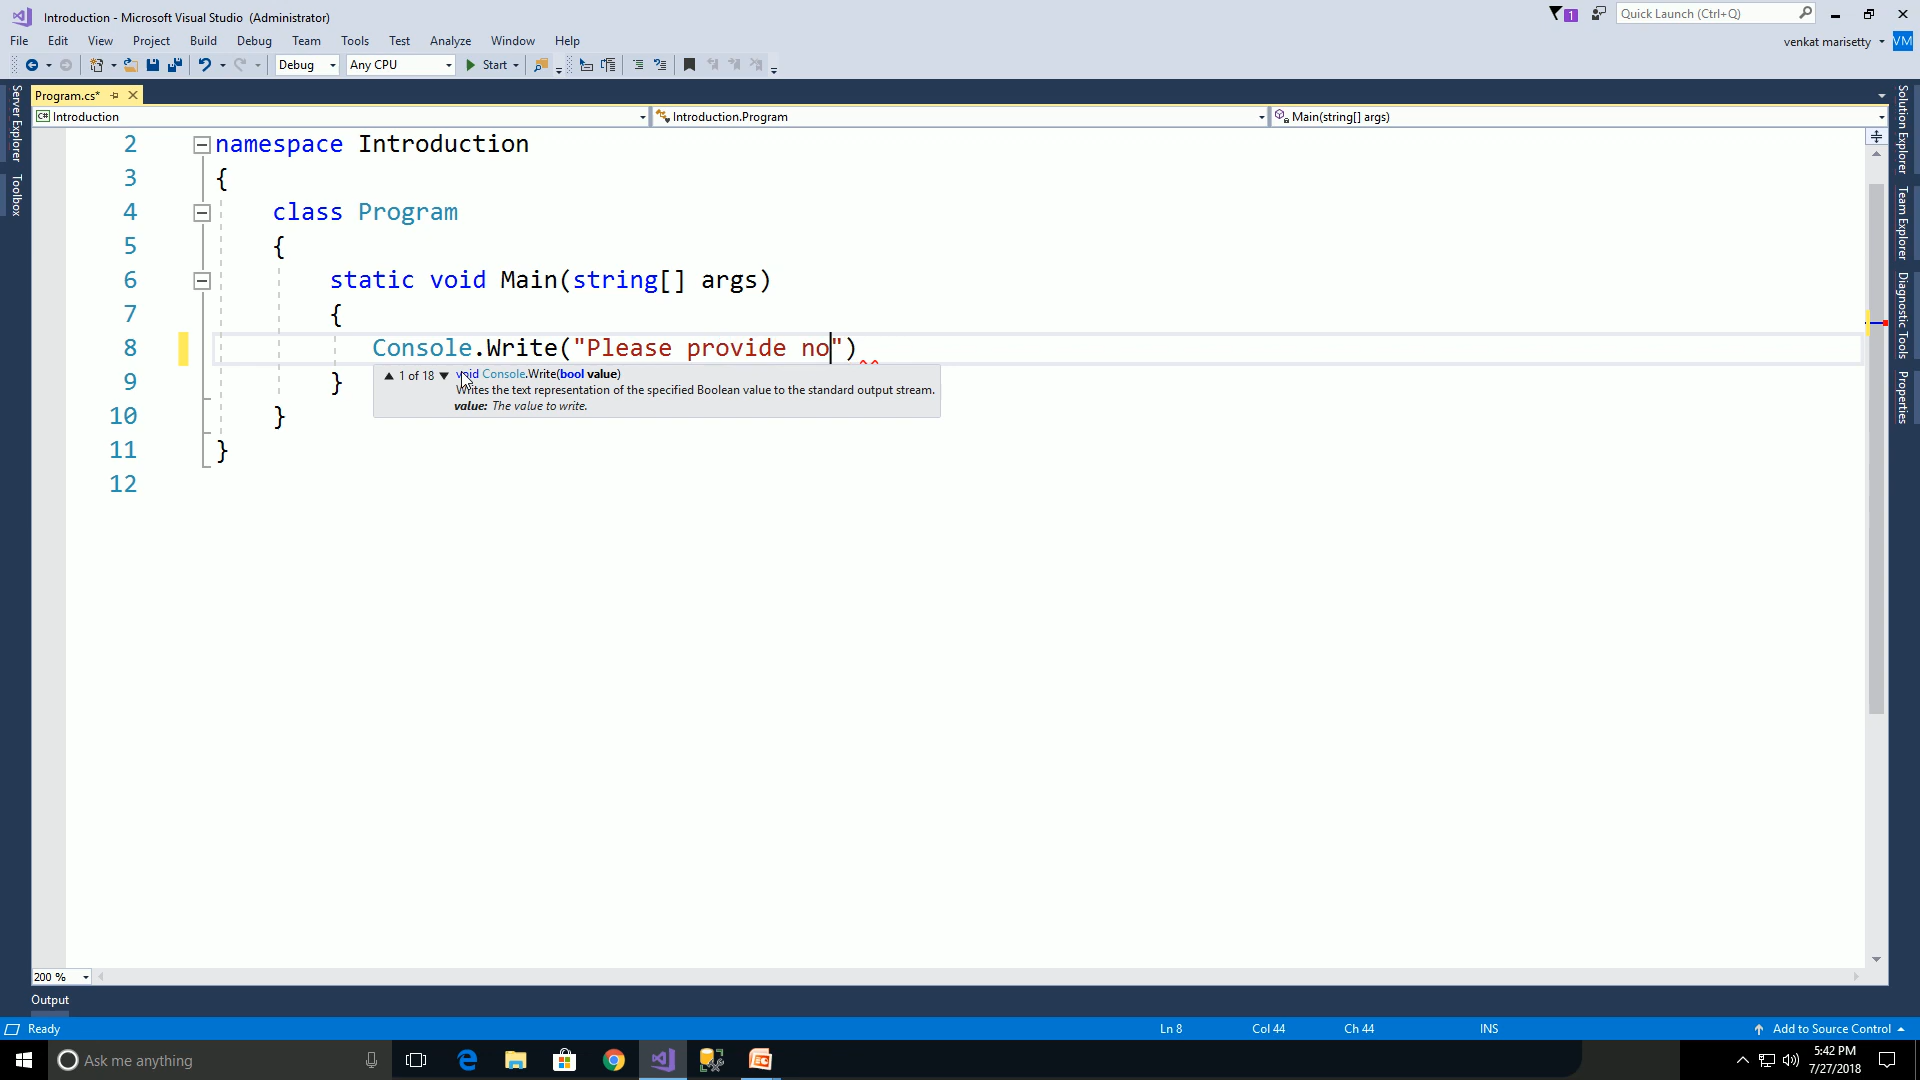 Introduction - Microsoft Visual Studio (Administrator)
1
Quick Launch (Ctrl+Q)
File Edit View Project Build Debug Team Tools Test Analyze Window Help
venkat marisetty
VM
Debug
Any CPU
Start
Server Explorer
Toolbox
Program.cs*
Introduction
Introduction.Program
Main(string[] args)
2 namespace Introduction
3 {
4 class Program
5 {
6 static void Main(string[] args)
7 {
8 Console.Write("Please provide no")
1 of 18 void Console.Write(bool value)
Writes the text representation of the specified Boolean value to the standard output stream.
value: The value to write.
9 }
10 }
11 }
12
Solution Explorer
Team Explorer
Diagnostic Tools
Properties
200 %
Output
Ready
Ln 8
Col 44
Ch 44
INS
Add to Source Control
Ask me anything
5:42 PM
7/27/2018